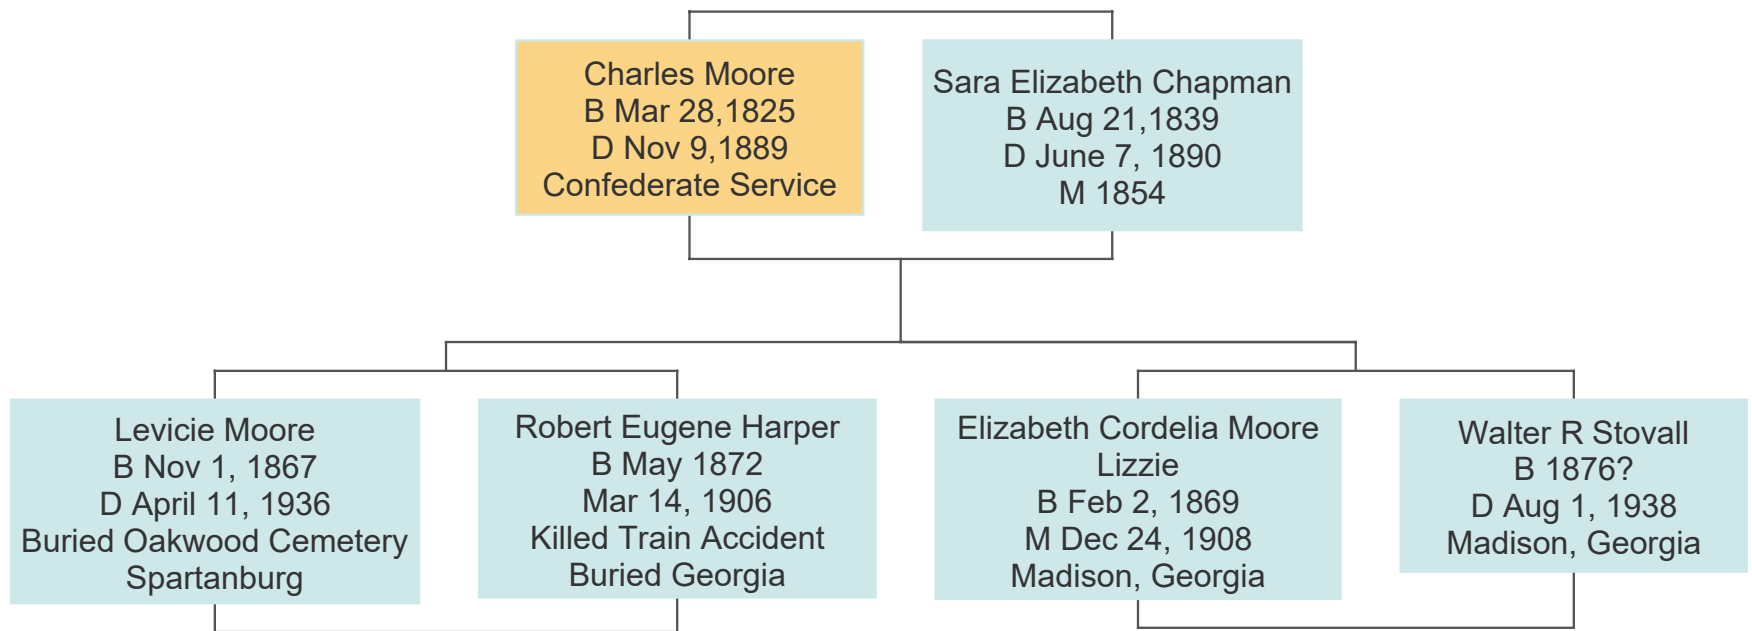 Charles Moore
B Mar 28,1825
D Nov 9,1889
Confederate Service
Sara Elizabeth Chapman
B Aug 21,1839
D June 7, 1890
M 1854
Levicie Moore
B Nov 1, 1867
D April 11, 1936
Buried Oakwood Cemetery
Spartanburg
Robert Eugene Harper
B May 1872
Mar 14, 1906
Killed Train Accident
Buried Georgia
Elizabeth Cordelia Moore
Lizzie
B Feb 2, 1869
M Dec 24, 1908
Madison, Georgia
Walter R Stovall
B 1876?
D Aug 1, 1938
Madison, Georgia